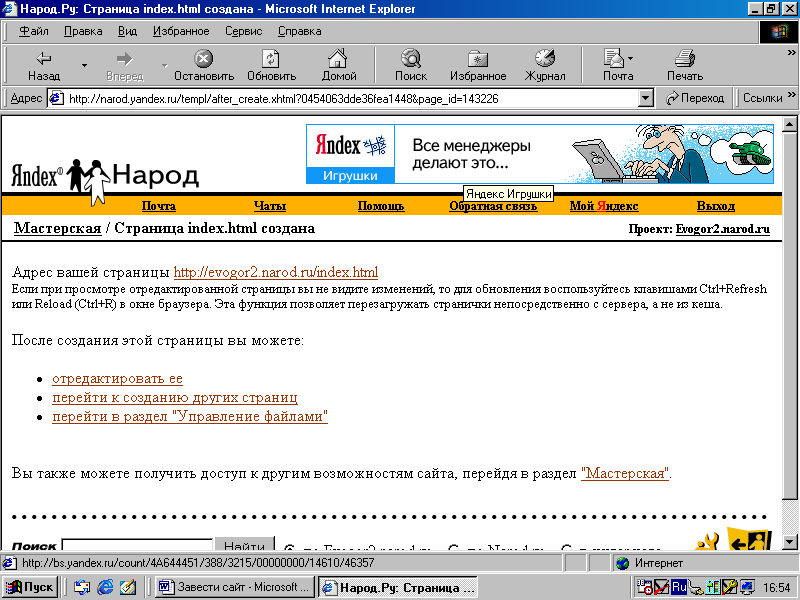 Народ.Ру: Страница index.html создана - Microsoft Internet Explorer
Файл Правка Вид Избранное Сервис Справка
Назад Вперед Остановить Обновить Домой Поиск Избранное Журнал Почта Печать
Адрес http://narod.yandex.ru/templ/after_create.xhtml?0454063dde36fea1448&page_id=143226 Переход Ссылки
Яndex® Народ
Яndex
Игрушки
Все менеджеры
делают это...
Яндекс Игрушки
Почта Чаты Помощь Обратная связь Мой Яndex Выход
Мастерская / Страница index.html создана Проект: Evogor2.narod.ru
Адрес вашей страницы http://evogor2.narod.ru/index.html
Если при просмотре отредактированной страницы вы не видите изменений, то для обновления воспользуйтесь клавишами Ctrl+Refresh
или Reload (Ctrl+R) в окне браузера. Эта функция позволяет перезагружать странички непосредственно с сервера, а не из кеша.
После создания этой страницы вы можете:
отредактировать ее
перейти к созданию других страниц
перейти в раздел "Управление файлами"
Вы также можете получить доступ к другим возможностям сайта, перейдя в раздел "Мастерская".
Поиск Найти
http://bs.yandex.ru/count/4A644451/388/3215/00000000/14610/46357 Интернет
Пуск Завести сайт - Microsoft ... Народ.Ру: Страница ... Ru 16:54